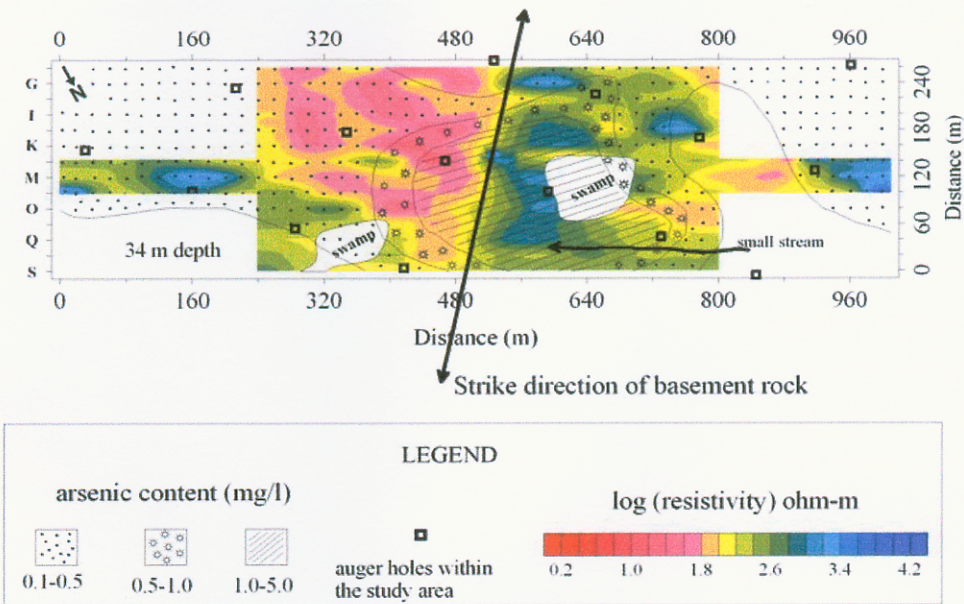 0 160 320 480 640 800 960
N
G
I
K
M
O
Q
S
240
180
120
60
0
Distance (m)
swamp
swamp
small stream
34 m depth
0 160 320 480 640 800 960
Distance (m)
Strike direction of basement rock
LEGEND
arsenic content (mg/l)
0.1-0.5
0.5-1.0
1.0-5.0
auger holes within
the study area
log (resistivity) ohm-m
0.2 1.0 1.8 2.6 3.4 4.2